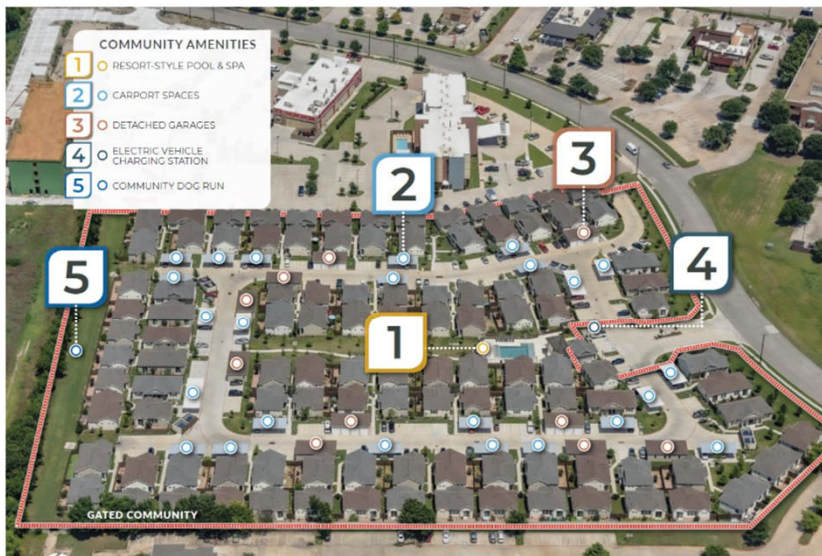 COMMUNITY AMENITIES
1 RESORT-STYLE POOL & SPA
2 CARPORT SPACES
3 DETACHED GARAGES
4 ELECTRIC VEHICLE
CHARGING STATION
5 COMMUNITY DOG RUN
2
3
5
4
1
GATED COMMUNITY